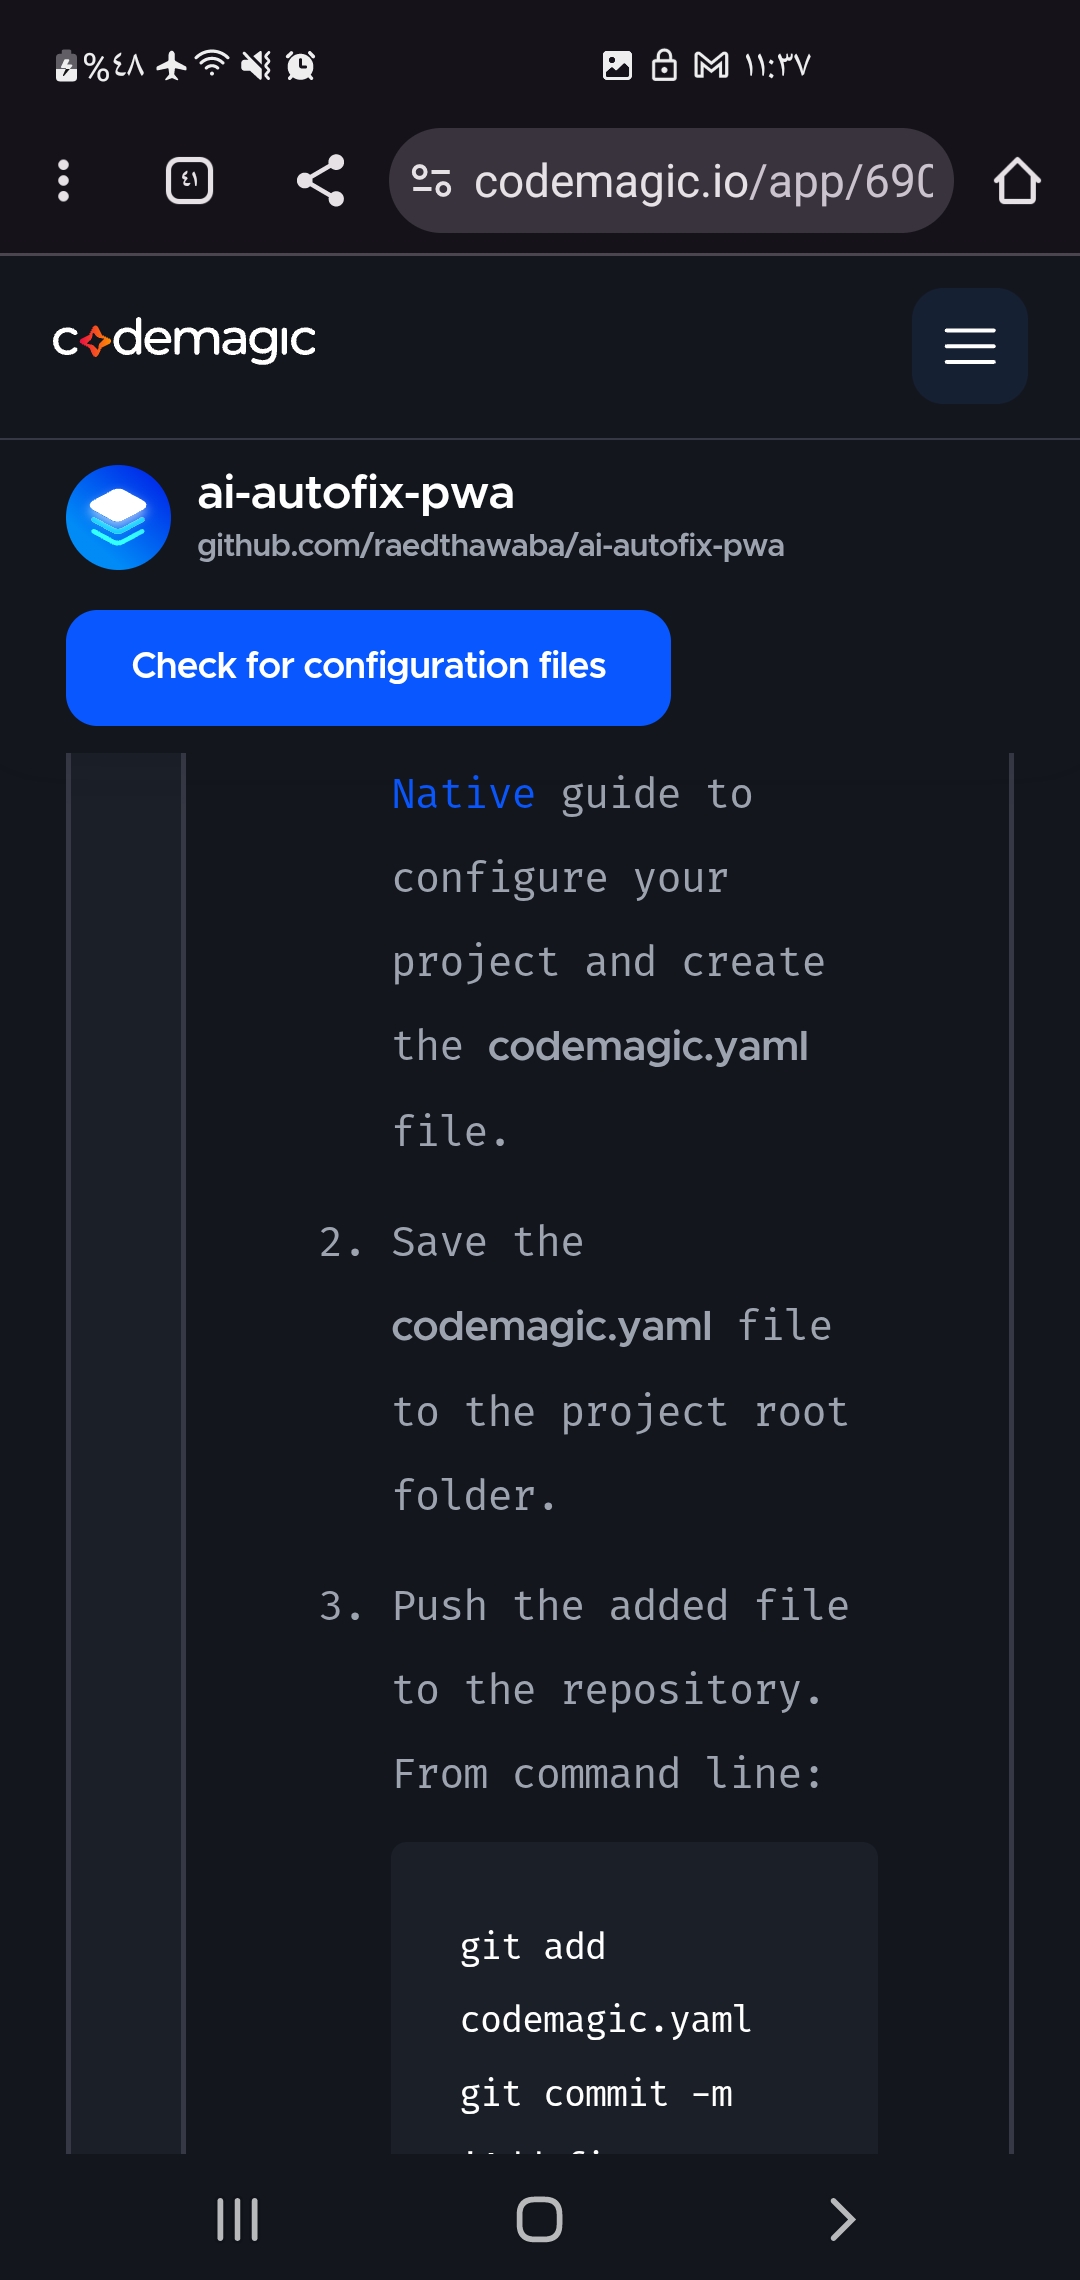 %٤٨ ١١:٣٧
٤١ codemagic.io/app/690
codemagic
ai-autofix-pwa
github.com/raedthawaba/ai-autofix-pwa
Check for configuration files
Native guide to
configure your
project and create
the codemagic.yaml
file.
2. Save the
codemagic.yaml file
to the project root
folder.
3. Push the added file
to the repository.
From command line:
git add
codemagic.yaml
git commit -m